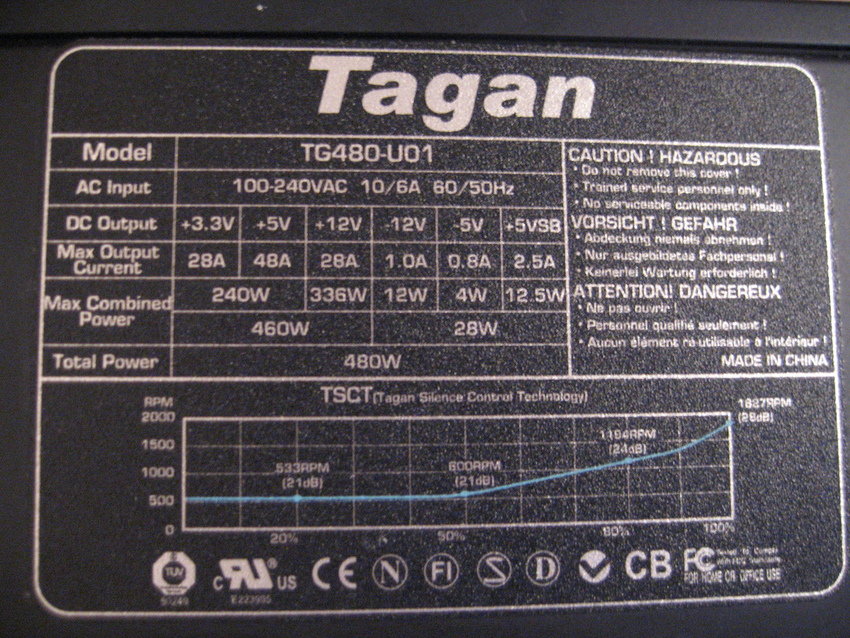 Tagan
Model TG480-U01
AC Input 100-240VAC 10/6A 60/50Hz
DC Output +3.3V +5V +12V -12V -5V +5VSB
Max Output Current 28A 48A 28A 1.0A 0.8A 2.5A
Max Combined Power 240W 336W 12W 4W 12.5W
460W 28W
Total Power 480W
CAUTION ! HAZARDOUS
• Do not remove this cover !
• Trained service personnel only !
• No serviceable components inside !
VORSICHT ! GEFAHR
• Abdeckung niemals abnehmen !
• Nur ausgebildetes Fachpersonal !
• Keinerlei Wartung erforderlich !
ATTENTION! DANGEREUX
• Ne pas ouvrir !
• Personnel qualifié seulement !
• Aucun élément ré-utilisable à l'intérieur !
MADE IN CHINA
TSCT(Tagan Silence Control Technology)
RPM
2000
1500
1000
500
0
533RPM
(21dB)
600RPM
(21dB)
(24dB)
20% 50% 80% 100%
TUV
c RU ® US
CE N FI S D CB FC
FOR HOME OR OFFICE USE